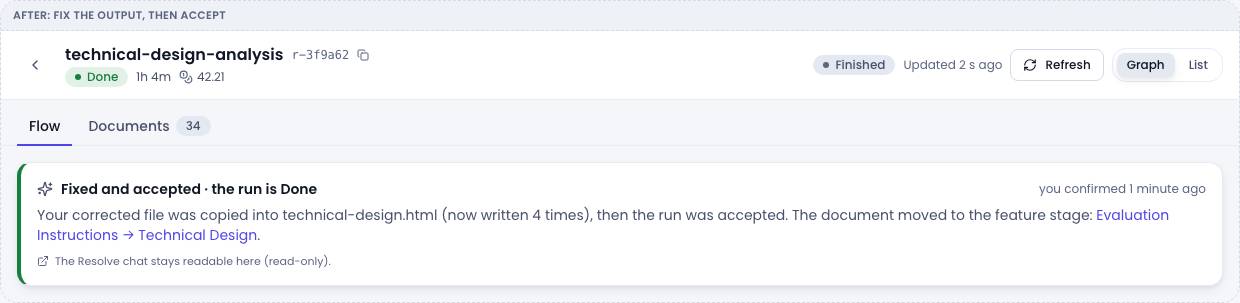 AFTER: FIX THE OUTPUT, THEN ACCEPT
technical-design-analysis r-3f9a62
Done 1h 4m 42.21
Finished Updated 2 s ago Refresh Graph List
Flow Documents 34
Fixed and accepted · the run is Done
you confirmed 1 minute ago
Your corrected file was copied into technical-design.html (now written 4 times), then the run was accepted. The document moved to the feature stage: Evaluation
Instructions → Technical Design.
The Resolve chat stays readable here (read-only).